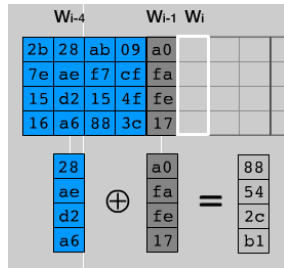 Wi-4 Wi-1 Wi
2b 28 ab 09 a0
7e ae f7 cf fa
15 d2 15 4f fe
16 a6 88 3c 17
28 a0 88
ae fa 54
⊕ =
d2 fe 2c
a6 17 b1